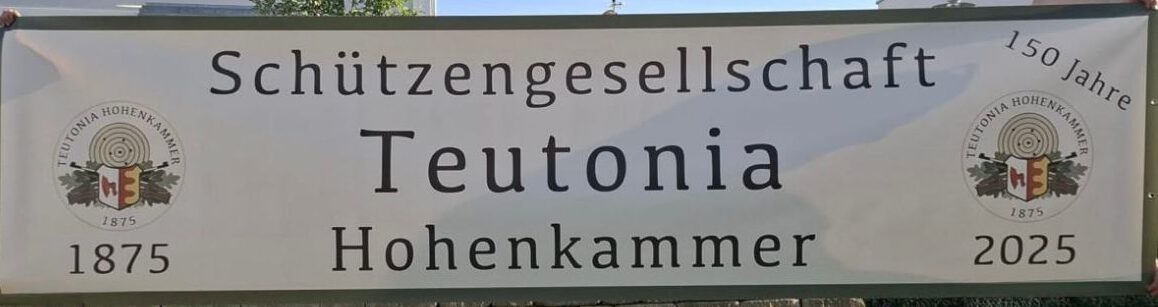 Schützengesellschaft
Teutonia
Hohenkammer
TEUTONIA HOHENKAMMER
1875
1875
150 Jahre
TEUTONIA HOHENKAMMER
1875
2025